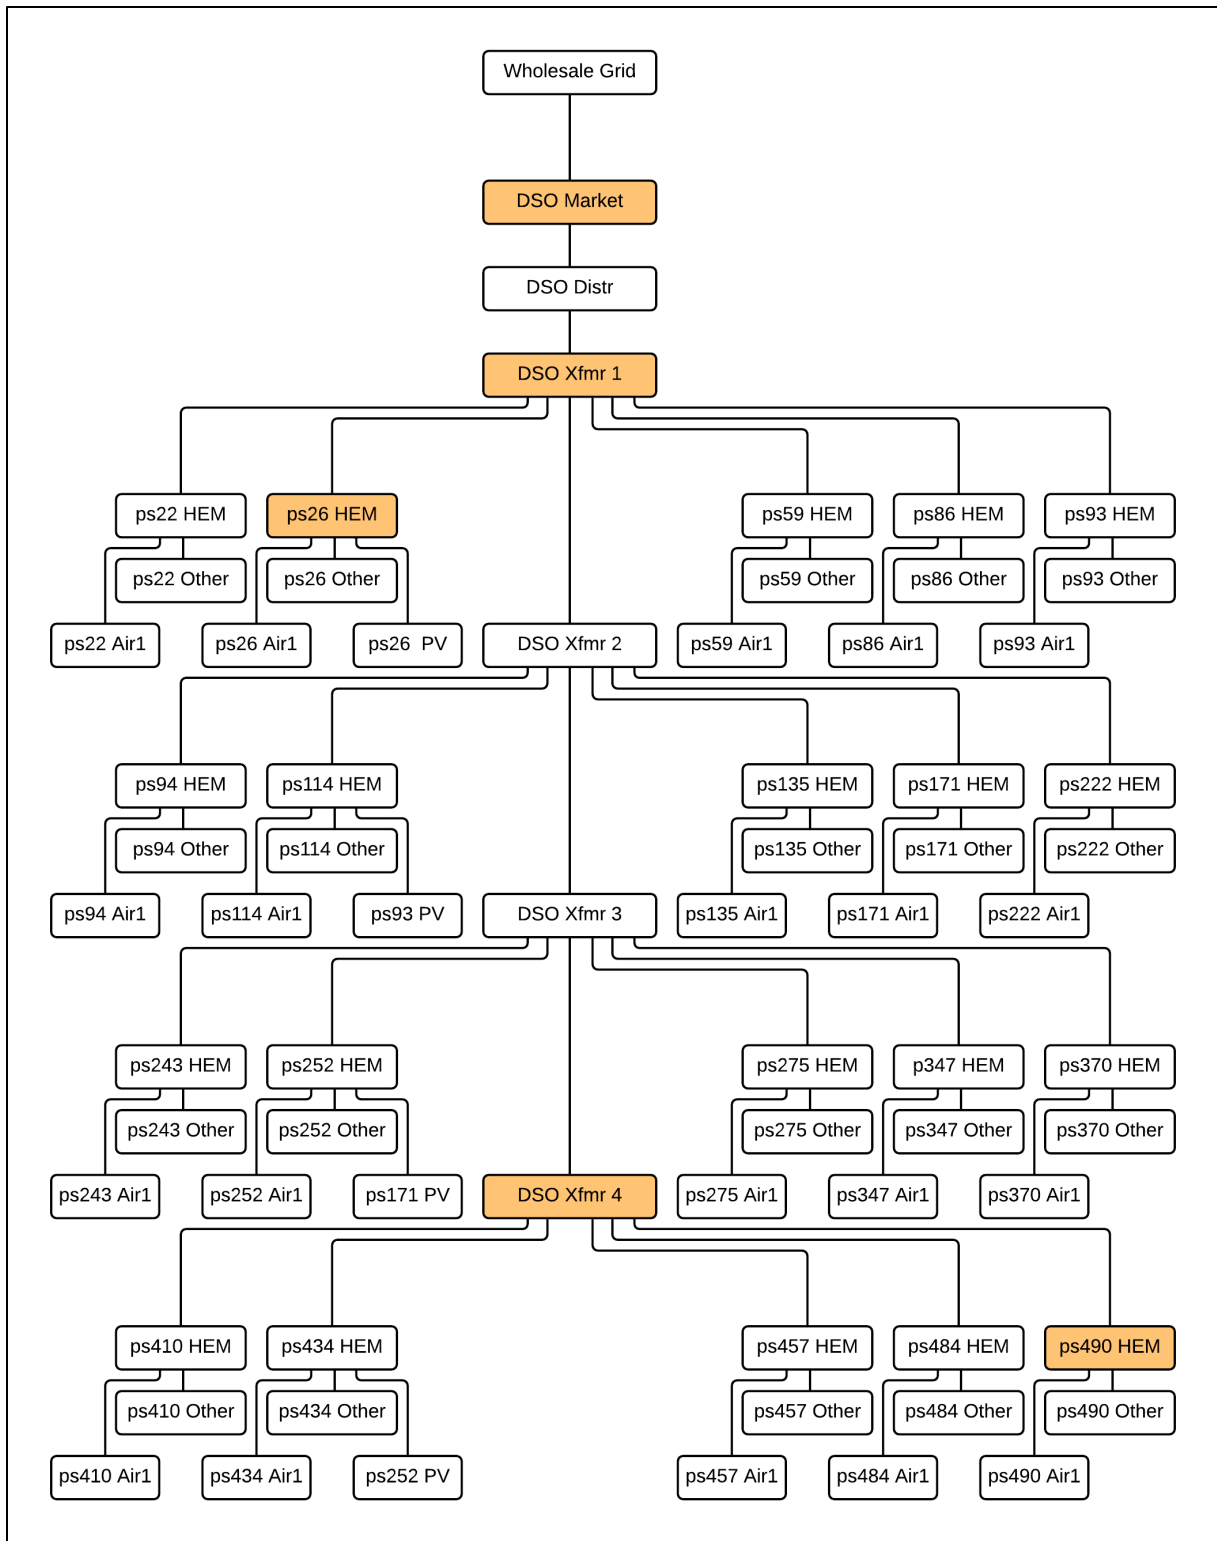 Wholesale Grid
DSO Market
DSO Distr
DSO Xfmr 1
ps22 HEM
ps26 HEM
ps59 HEM
ps86 HEM
ps93 HEM
ps22 Other
ps26 Other
ps59 Other
ps86 Other
ps93 Other
ps22 Air1
ps26 Air1
ps26  PV
DSO Xfmr 2
ps59 Air1
ps86 Air1
ps93 Air1
ps94 HEM
ps114 HEM
ps135 HEM
ps171 HEM
ps222 HEM
ps94 Other
ps114 Other
ps135 Other
ps171 Other
ps222 Other
ps94 Air1
ps114 Air1
ps93 PV
DSO Xfmr 3
ps135 Air1
ps171 Air1
ps222 Air1
ps243 HEM
ps252 HEM
ps275 HEM
p347 HEM
ps370 HEM
ps243 Other
ps252 Other
ps275 Other
ps347 Other
ps370 Other
ps243 Air1
ps252 Air1
ps171 PV
DSO Xfmr 4
ps275 Air1
ps347 Air1
ps370 Air1
ps410 HEM
ps434 HEM
ps457 HEM
ps484 HEM
ps490 HEM
ps410 Other
ps434 Other
ps457 Other
ps484 Other
ps490 Other
ps410 Air1
ps434 Air1
ps252 PV
ps457 Air1
ps484 Air1
ps490 Air1